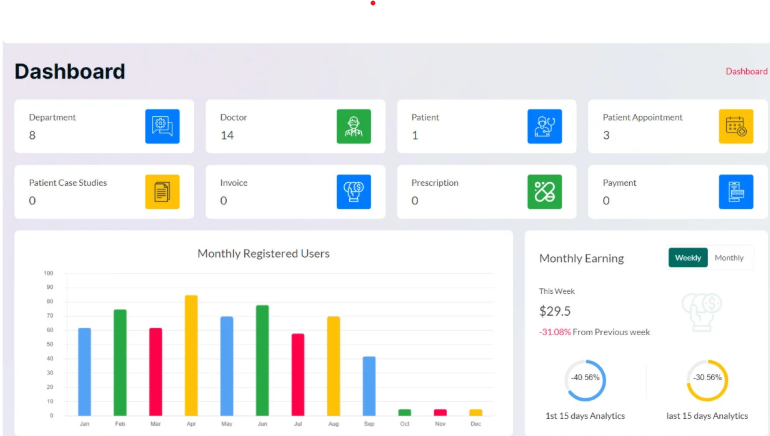 Dashboard
Dashboard
Department
8
Doctor
14
Patient
1
Patient Appointment
3
Patient Case Studies
0
Invoice
0
Prescription
0
Payment
0
Monthly Registered Users
100
90
80
70
60
50
40
30
20
10
0
Jan Feb Mar Apr May Jun Jul Aug Sep Oct Nov Dec
Monthly Earning
Weekly Monthly
This Week
$29.5
-31.08% From Previous week
-40.56%
1st 15 days Analytics
-30.56%
last 15 days Analytics